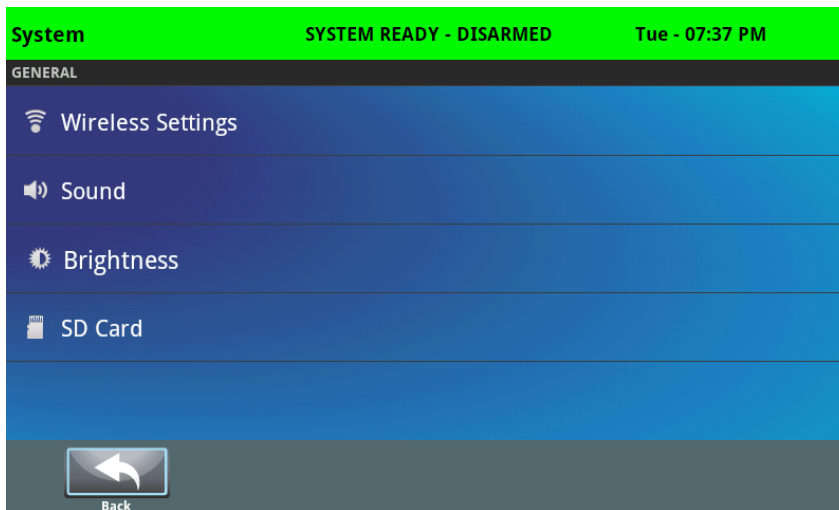 System SYSTEM READY - DISARMED Tue - 07:37 PM
GENERAL
Wireless Settings
Sound
Brightness
SD Card
Back